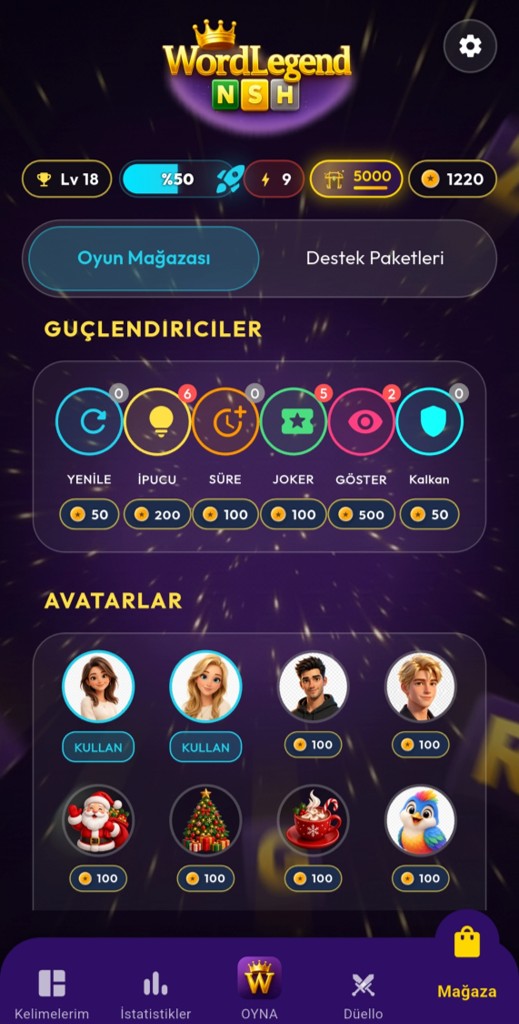 WordLegend
N S H
Lv 18 %50 9 5000 1220
Oyun Mağazası Destek Paketleri
GUÇLENDIRICILER
0 6 0 5 2 0
YENİLE İPUCU SÜRE JOKER GÖSTER Kalkan
50 200 100 100 500 50
AVATARLAR
KULLAN KULLAN 100 100
100 100 100 100
W
Kelimelerim İstatistikler OYNA Düello Mağaza